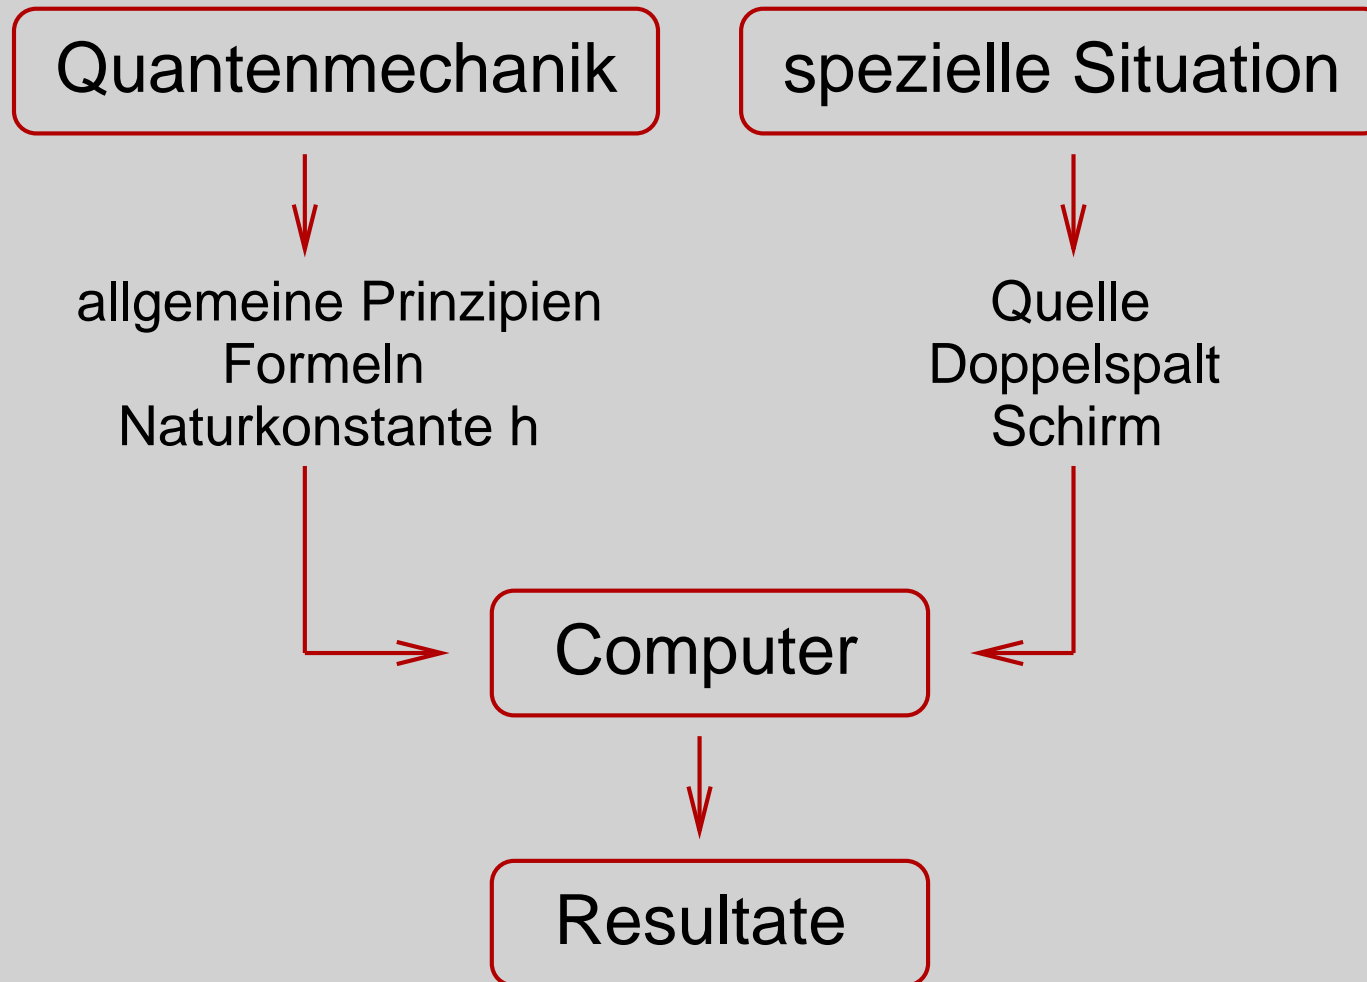 Quantenmechanik
spezielle Situation
allgemeine Prinzipien
Formeln
Naturkonstante h
Quelle
Doppelspalt
Schirm
Computer
Resultate